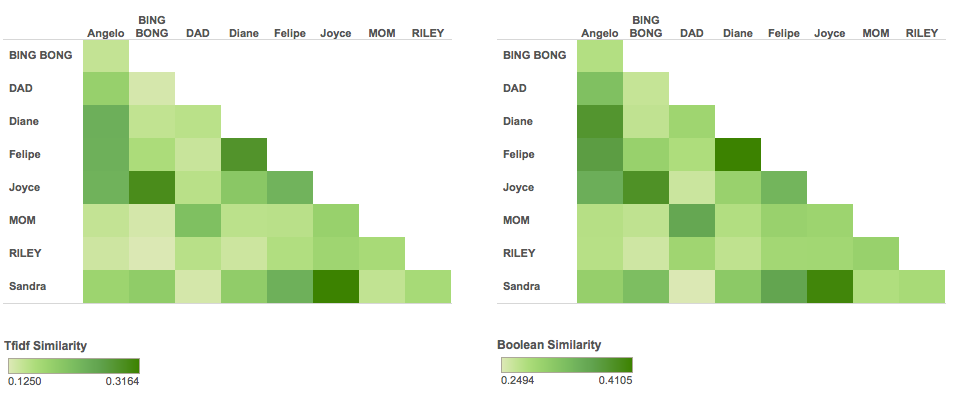 BING BING
Angelo BONG DAD Diane Felipe Joyce MOM RILEY Angelo BONG DAD Diane Felipe Joyce MOM RILEY
BING BONG BING BONG
DAD DAD
Diane Diane
Felipe Felipe
Joyce Joyce
MOM MOM
RILEY RILEY
Sandra Sandra
Tfidf Similarity Boolean Similarity
0.1250 0.3164 0.2494 0.4105